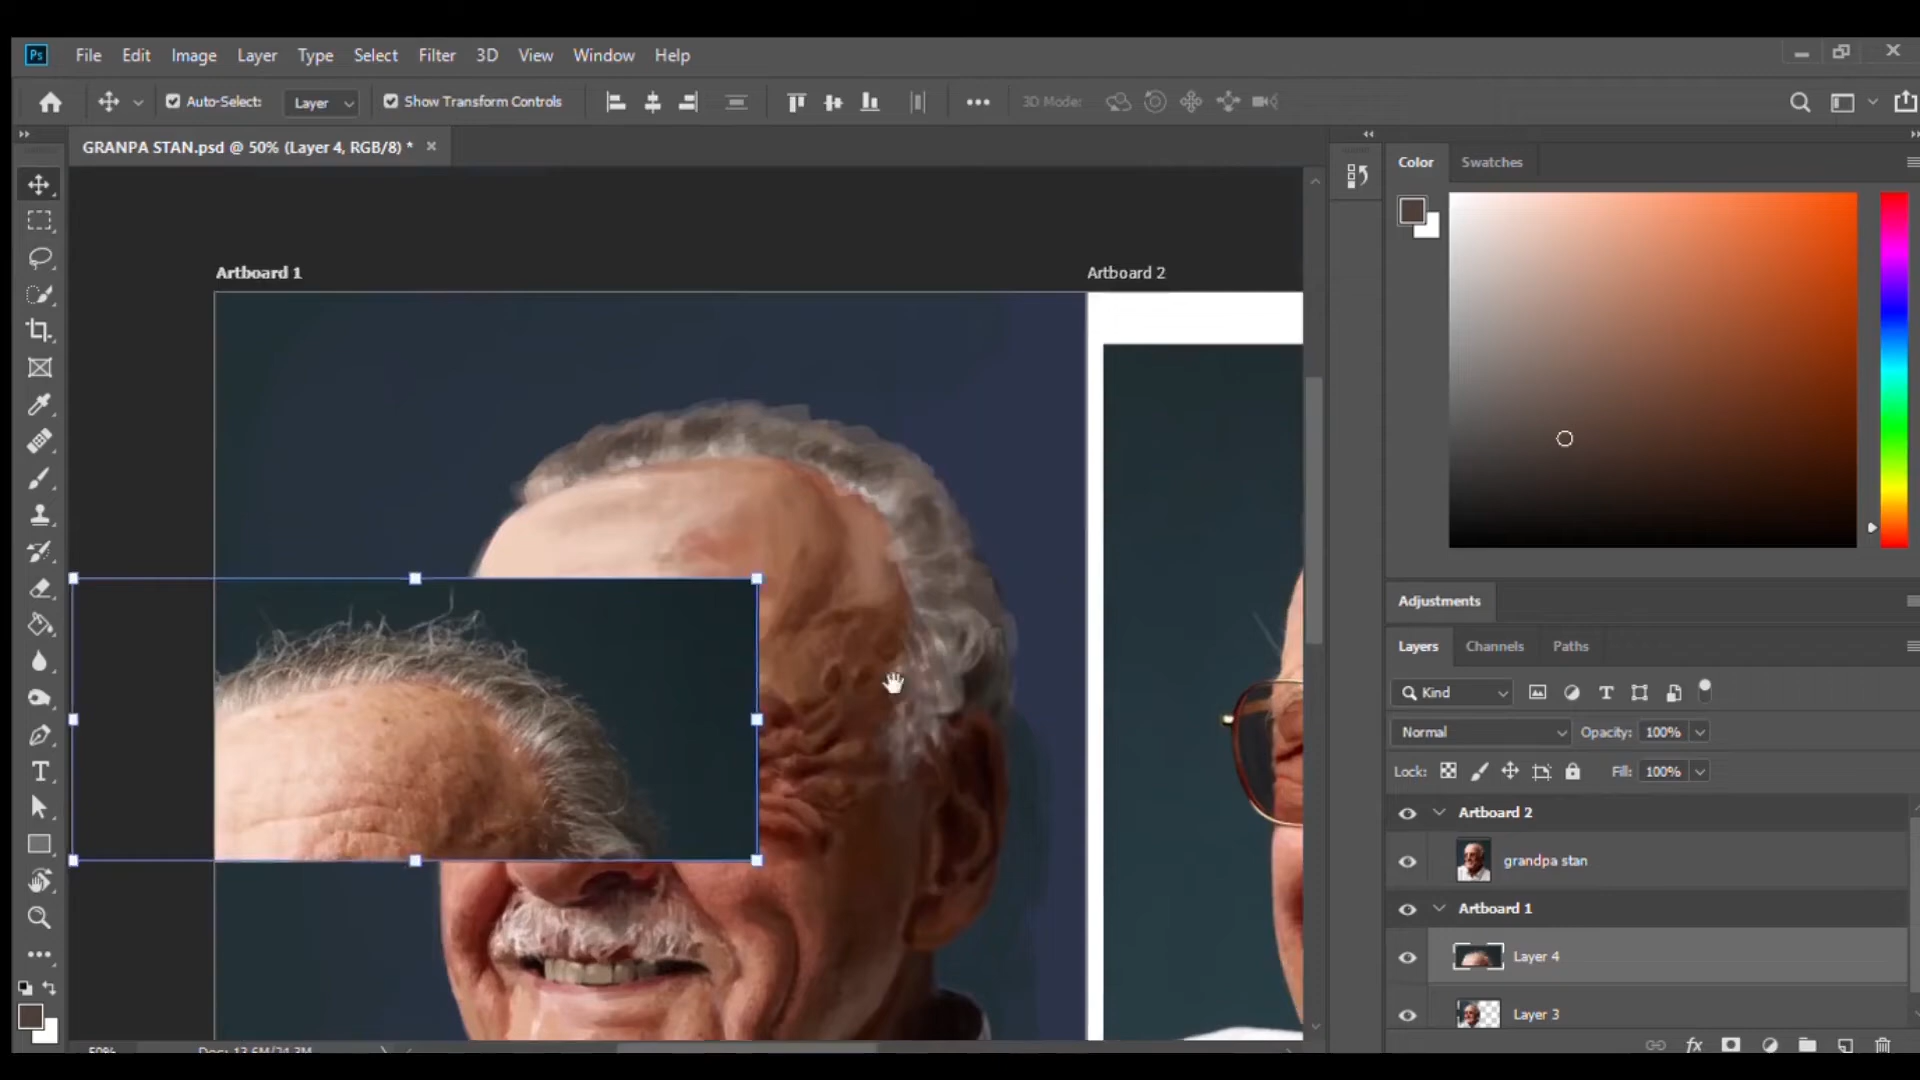 Ps File Edit Image Layer Type Select Filter 3D View Window Help
Auto-Select: Layer Show Transform Controls 3D Mode:
GRANPA STAN.psd @ 50% (Layer 4, RGB/8) *
Color Swatches
Artboard 1 Artboard 2
Adjustments
Layers Channels Paths
Kind
Normal Opacity: 100%
Lock: Fill: 100%
Artboard 2
grandpa stan
Artboard 1
Layer 4
Layer 3
50% Doc: 13.6M/24.3M